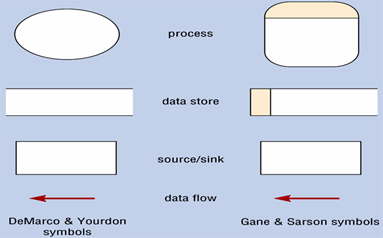 process
data store
source/sink
data flow
DeMarco & Yourdon
symbols
Gane & Sarson symbols